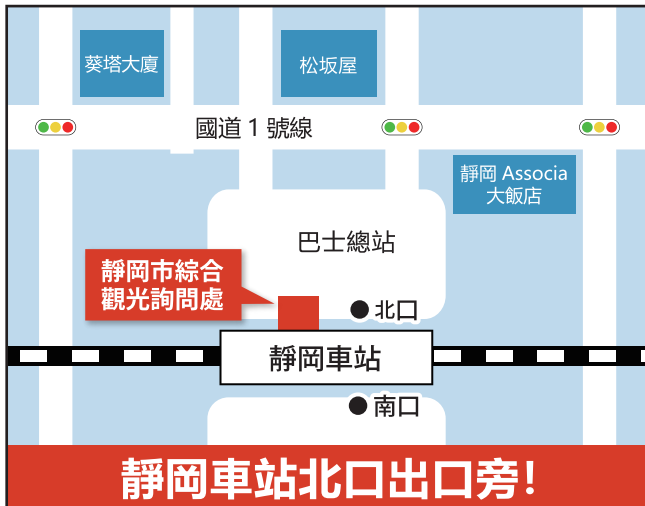 葵塔大廈
松坂屋
國道 1 號線
靜岡 Associa
大飯店
巴士總站
靜岡市綜合
觀光詢問處
北口
靜岡車站
南口
靜岡車站北口出口旁!